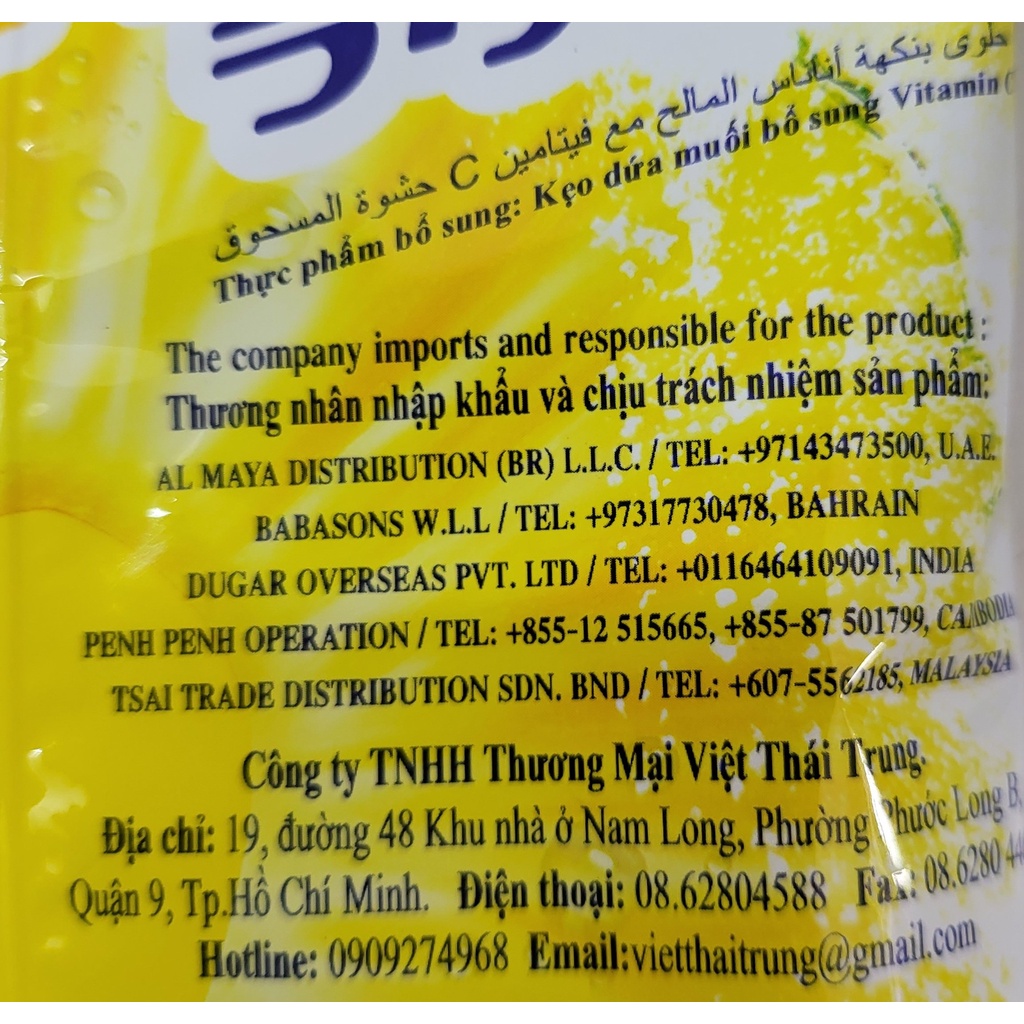 حلوى بنكهة أناناس المالح مع فيتامين C حشوة المسحوق
Thực phẩm bổ sung: Kẹo dứa muối bổ sung Vitamin C
The company imports and responsible for the product :
Thương nhân nhập khẩu và chịu trách nhiệm sản phẩm:
AL MAYA DISTRIBUTION (BR) L.L.C. / TEL: +97143473500, U.A.E.
BABASONS W.L.L / TEL: +97317730478, BAHRAIN
DUGAR OVERSEAS PVT. LTD / TEL: +0116464109091, INDIA
PENH PENH OPERATION / TEL: +855-12 515665, +855-87 501799, CAMBODIA
TSAI TRADE DISTRIBUTION SDN. BND / TEL: +607-5562185, MALAYSIA
Công ty TNHH Thương Mại Việt Thái Trung.
Địa chỉ: 19, đường 48 Khu nhà ở Nam Long, Phường Phước Long B,
Quận 9, Tp.Hồ Chí Minh. Điện thoại: 08.62804588 Fax: 08.6280 44
Hotline: 0909274968 Email:vietthaitrung@gmail.com